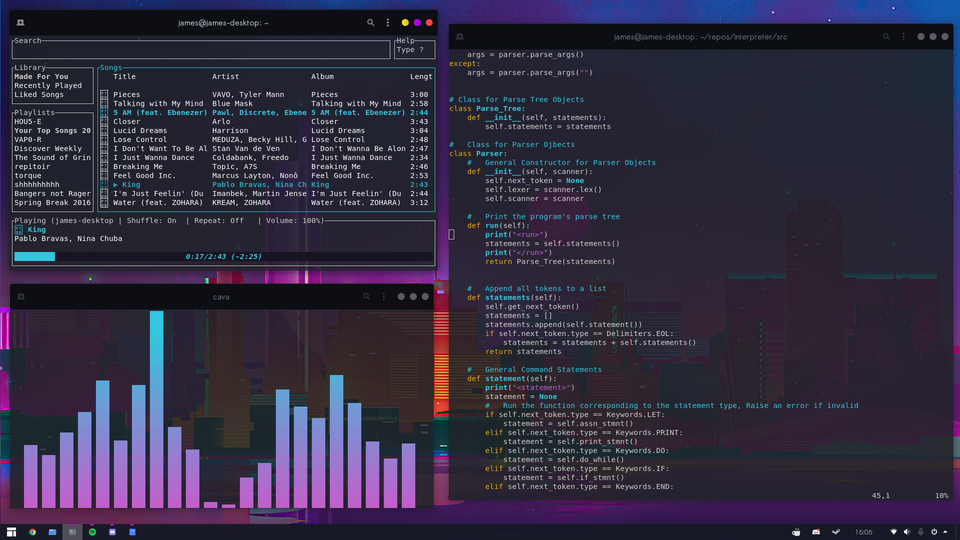 james@james-desktop: ~
Search
Help
Type ?
Library
Made For You
Recently Played
Liked Songs
Playlists
HOU5-E
Your Top Songs 20
VAP0-R
Discover Weekly
The Sound of Grin
repitoir
torque
shhhhhhhh
Bangers not Rager
Spring Break 2016
Songs
Title Artist Album Lengt
Pieces VAVO, Tyler Mann Pieces 3:00
Talking with My Mind Blue Mask Talking with My Mind 2:58
5 AM (feat. Ebenezer) Pawl, Discrete, Ebene 5 AM (feat. Ebenezer) 2:44
Closer Arlo Closer 3:43
Lucid Dreams Harrison Lucid Dreams 3:04
Lose Control MEDUZA, Becky Hill, G Lose Control 2:48
I Don't Want To Be Al Stan Van de Ven I Don't Wanna Be Alon 2:47
I Just Wanna Dance Coldabank, Freedo I Just Wanna Dance 2:34
Breaking Me Topic, A7S Breaking Me 2:46
Feel Good Inc. Marcus Layton, Nonô Feel Good Inc. 2:53
▶ King Pablo Bravas, Nina Ch King 2:43
I'm Just Feelin' (Du Imanbek, Martin Jense I'm Just Feelin' (Du 2:44
Water (feat. ZOHARA) KREAM, ZOHARA Water (feat. ZOHARA) 3:12
Playing (james-desktop | Shuffle: On | Repeat: Off | Volume: 100%)
King
Pablo Bravas, Nina Chuba
0:17/2:43 (-2:25)
cava
james@james-desktop: ~/repos/interpreter/src
args = parser.parse_args()
except:
args = parser.parse_args("")
# Class for Parse Tree Objects
class Parse_Tree:
def __init__(self, statements):
self.statements = statements
# Class for Parser Ojbects
class Parser:
# General Constructor for Parser Objects
def __init__(self, scanner):
self.next_token = None
self.lexer = scanner.lex()
self.scanner = scanner
# Print the program's parse tree
def run(self):
print("<run>")
statements = self.statements()
print("</run>")
return Parse_Tree(statements)
# Append all tokens to a list
def statements(self):
self.get_next_token()
statements = []
statements.append(self.statement())
if self.next_token.type == Delimiters.EOL:
statements = statements + self.statements()
return statements
# General Command Statements
def statement(self):
print("<statement>")
statement = None
# Run the function corresponding to the statement type, Raise an error if invalid
if self.next_token.type == Keywords.LET:
statement = self.assn_stmnt()
elif self.next_token.type == Keywords.PRINT:
statement = self.print_stmnt()
elif self.next_token.type == Keywords.DO:
statement = self.do_while()
elif self.next_token.type == Keywords.IF:
statement = self.if_stmnt()
elif self.next_token.type == Keywords.END:
45,1 10%
16:06